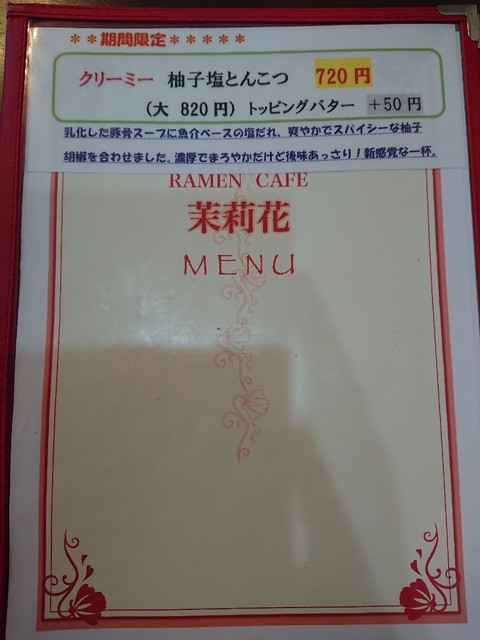 ＊＊期間限定＊＊＊＊＊
クリーミー 柚子塩とんこつ 720円
（大 820円）トッピングバター ＋50円
乳化した豚骨スープに魚介ベースの塩だれ、爽やかでスパイシーな柚子
胡椒を合わせました。濃厚でまろやかだけど後味あっさり！新感覚な一杯。
RAMEN CAFE
茉莉花
MENU